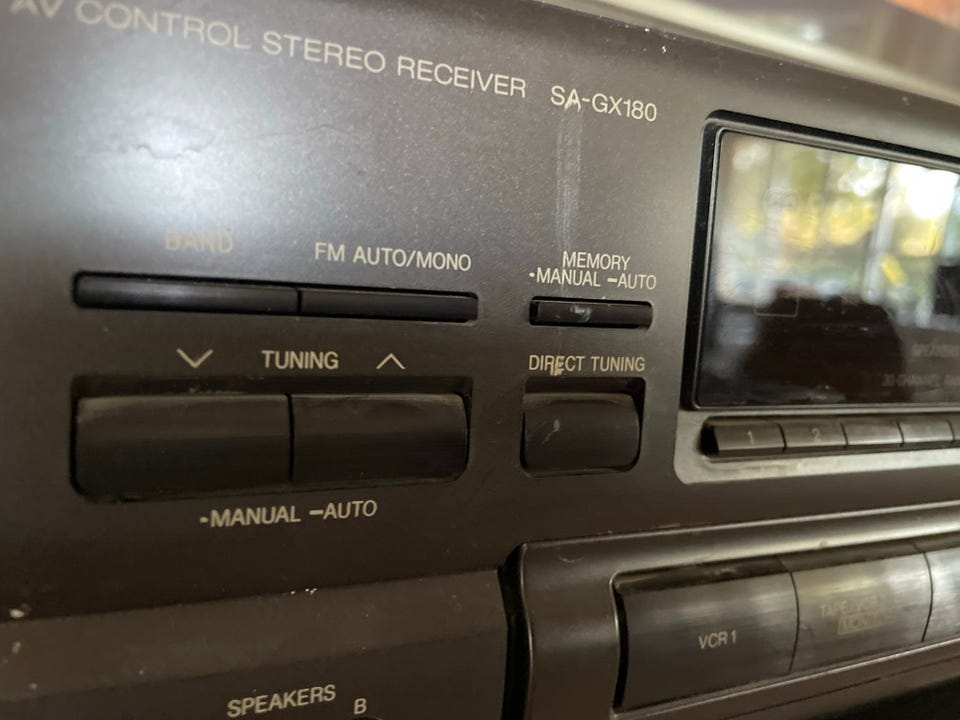 AV CONTROL STEREO RECEIVER SA-GX180
BAND
FM AUTO/MONO
MEMORY
•MANUAL –AUTO
TUNING
DIRECT TUNING
1 2
•MANUAL –AUTO
VCR 1
SPEAKERS
B